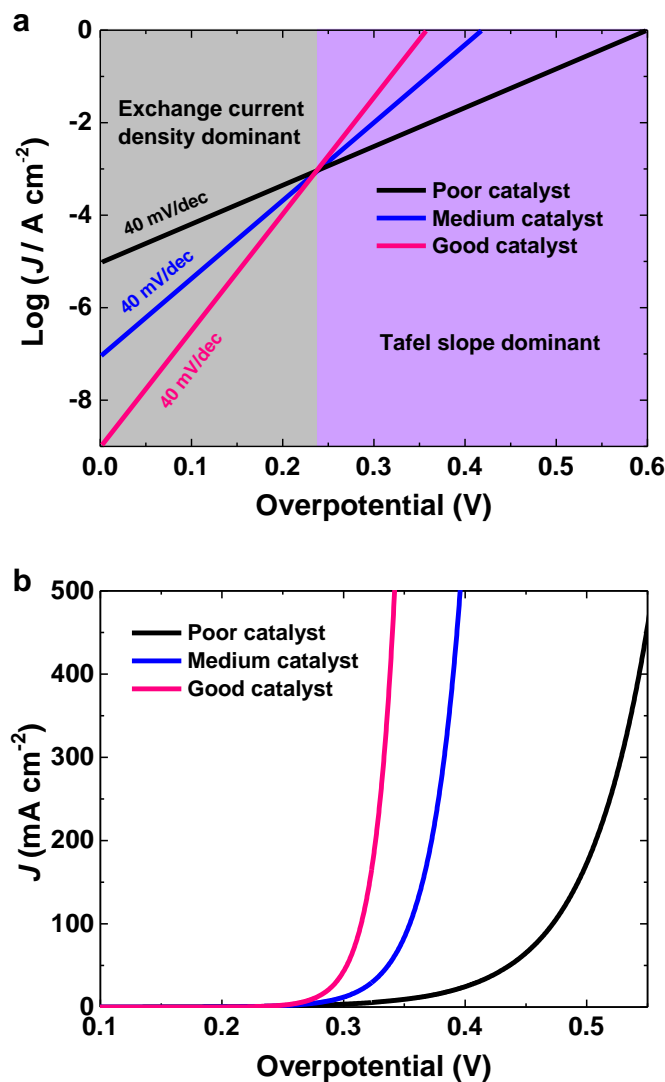 a
0
-2
-4
-6
-8
Log (J / A cm-2)
Exchange current
density dominant
40 mV/dec
40 mV/dec
40 mV/dec
Poor catalyst
Medium catalyst
Good catalyst
Tafel slope dominant
0.0 0.1 0.2 0.3 0.4 0.5 0.6
Overpotential (V)
b
500
400
300
200
100
0
J (mA cm-2)
Poor catalyst
Medium catalyst
Good catalyst
0.1 0.2 0.3 0.4 0.5
Overpotential (V)